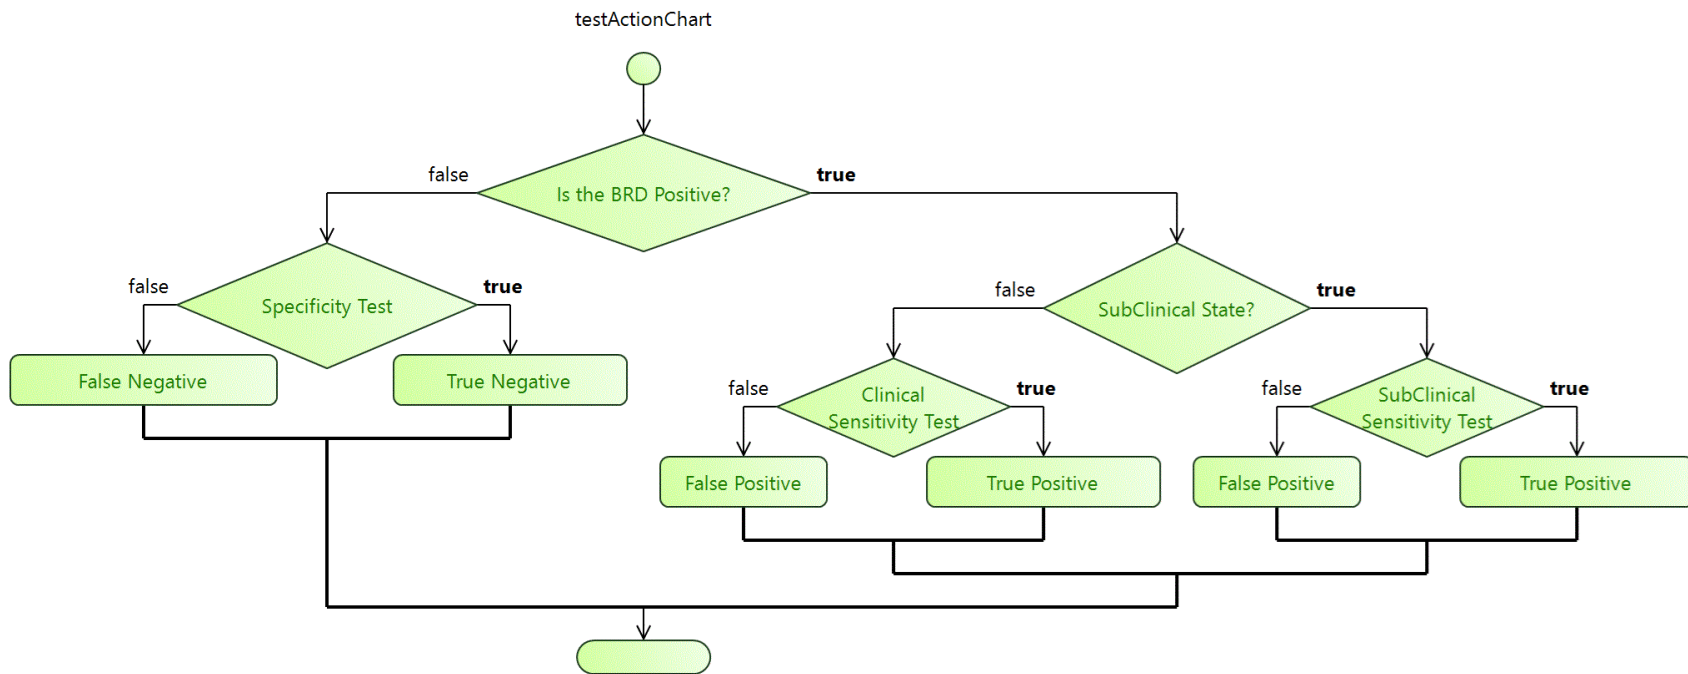 testActionChart
false
true
Is the BRD Positive?
false
true
Specificity Test
false
true
SubClinical State?
False Negative
True Negative
false
true
Clinical
Sensitivity Test
false
true
SubClinical
Sensitivity Test
False Positive
True Positive
False Positive
True Positive